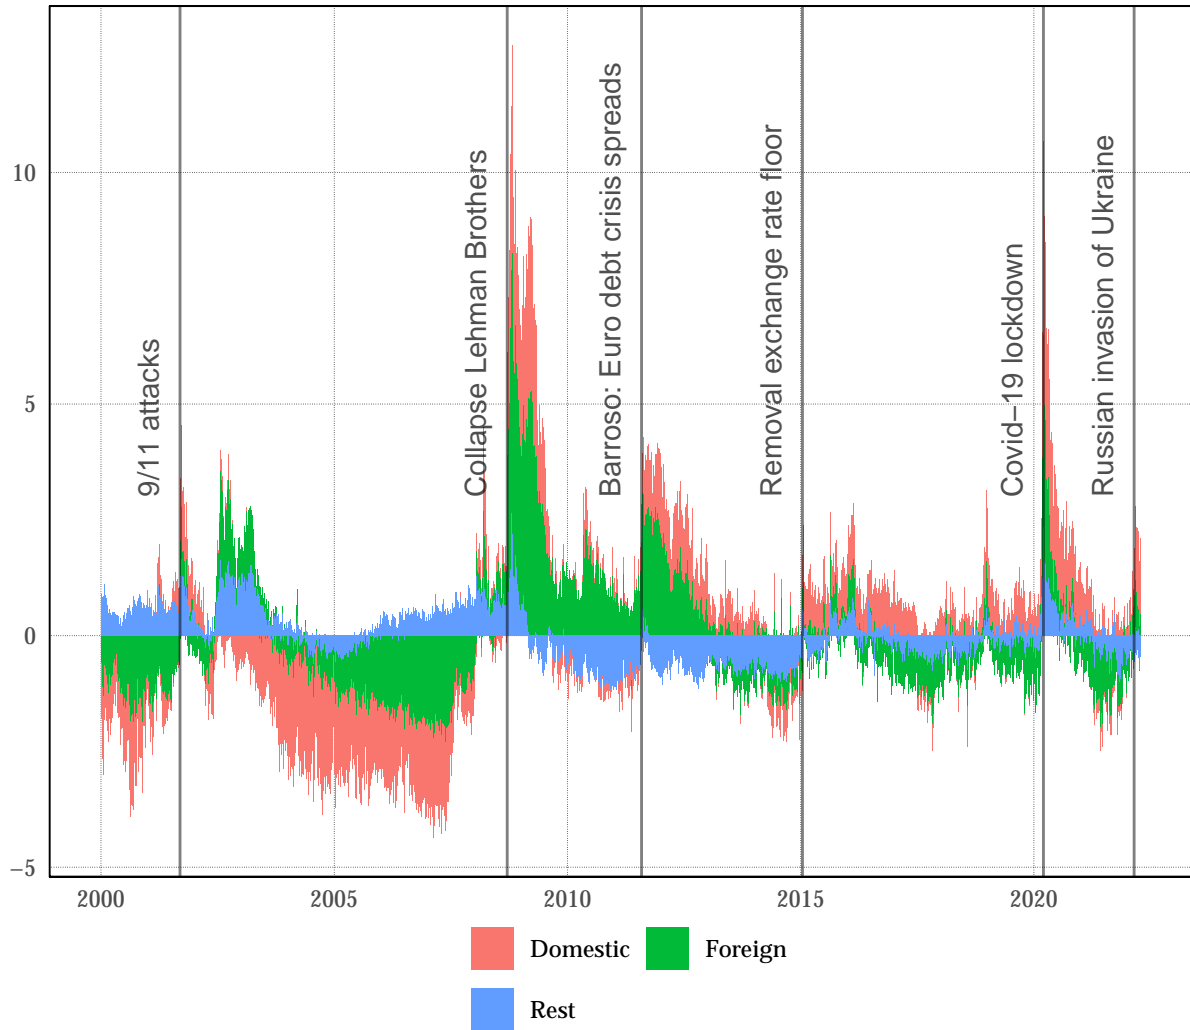 10
5
0
−5
9/11 attacks
Collapse Lehman Brothers
Barroso: Euro debt crisis spreads
Removal exchange rate floor
Covid−19 lockdown
Russian invasion of Ukraine
2000 2005 2010 2015 2020
Domestic Foreign
Rest